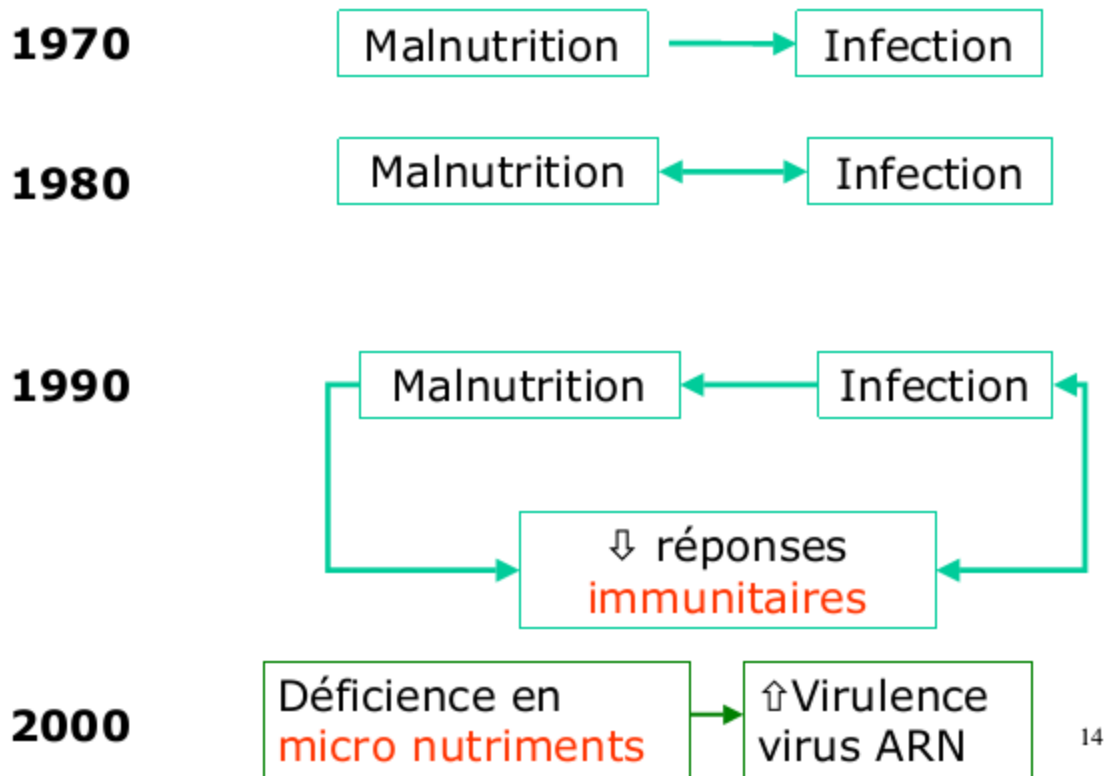 1970 Malnutrition Infection
1980 Malnutrition Infection
1990 Malnutrition Infection
⇩ réponses
immunitaires
Déficience en ⇧Virulence
2000 micro nutriments virus ARN 14